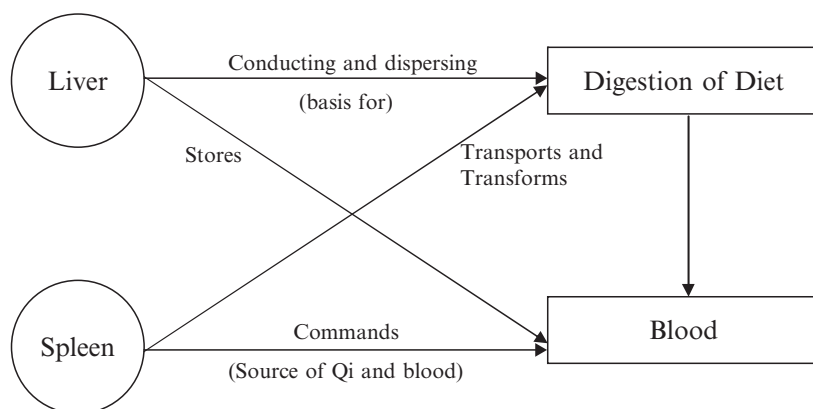 Liver
Conducting and dispersing
(basis for)
Digestion of Diet
Stores
Transports and
Transforms
Spleen
Commands
(Source of Qi and blood)
Blood